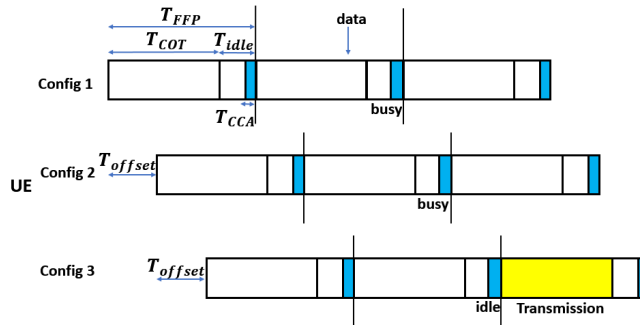 T_FFP
T_COT T_idle data
Config 1
busy
T_CCA
T_offset
Config 2
UE
busy
T_offset
Config 3
idle Transmission